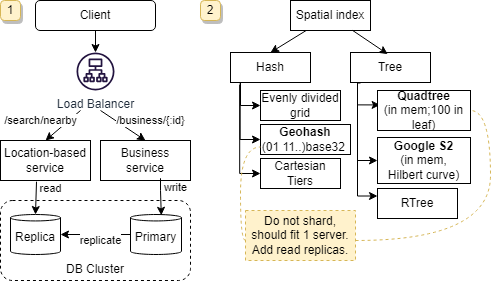 1
Client
Load Balancer
/search/nearby
/business/{:id}
Location-based
service
Business
service
read
write
Replica
replicate
Primary
DB Cluster
2
Spatial index
Hash
Tree
Evenly divided
grid
Geohash
(01 11..)base32
Cartesian
Tiers
Quadtree
(in mem;100 in
leaf)
Google S2
(in mem,
Hilbert curve)
RTree
Do not shard,
should fit 1 server.
Add read replicas.